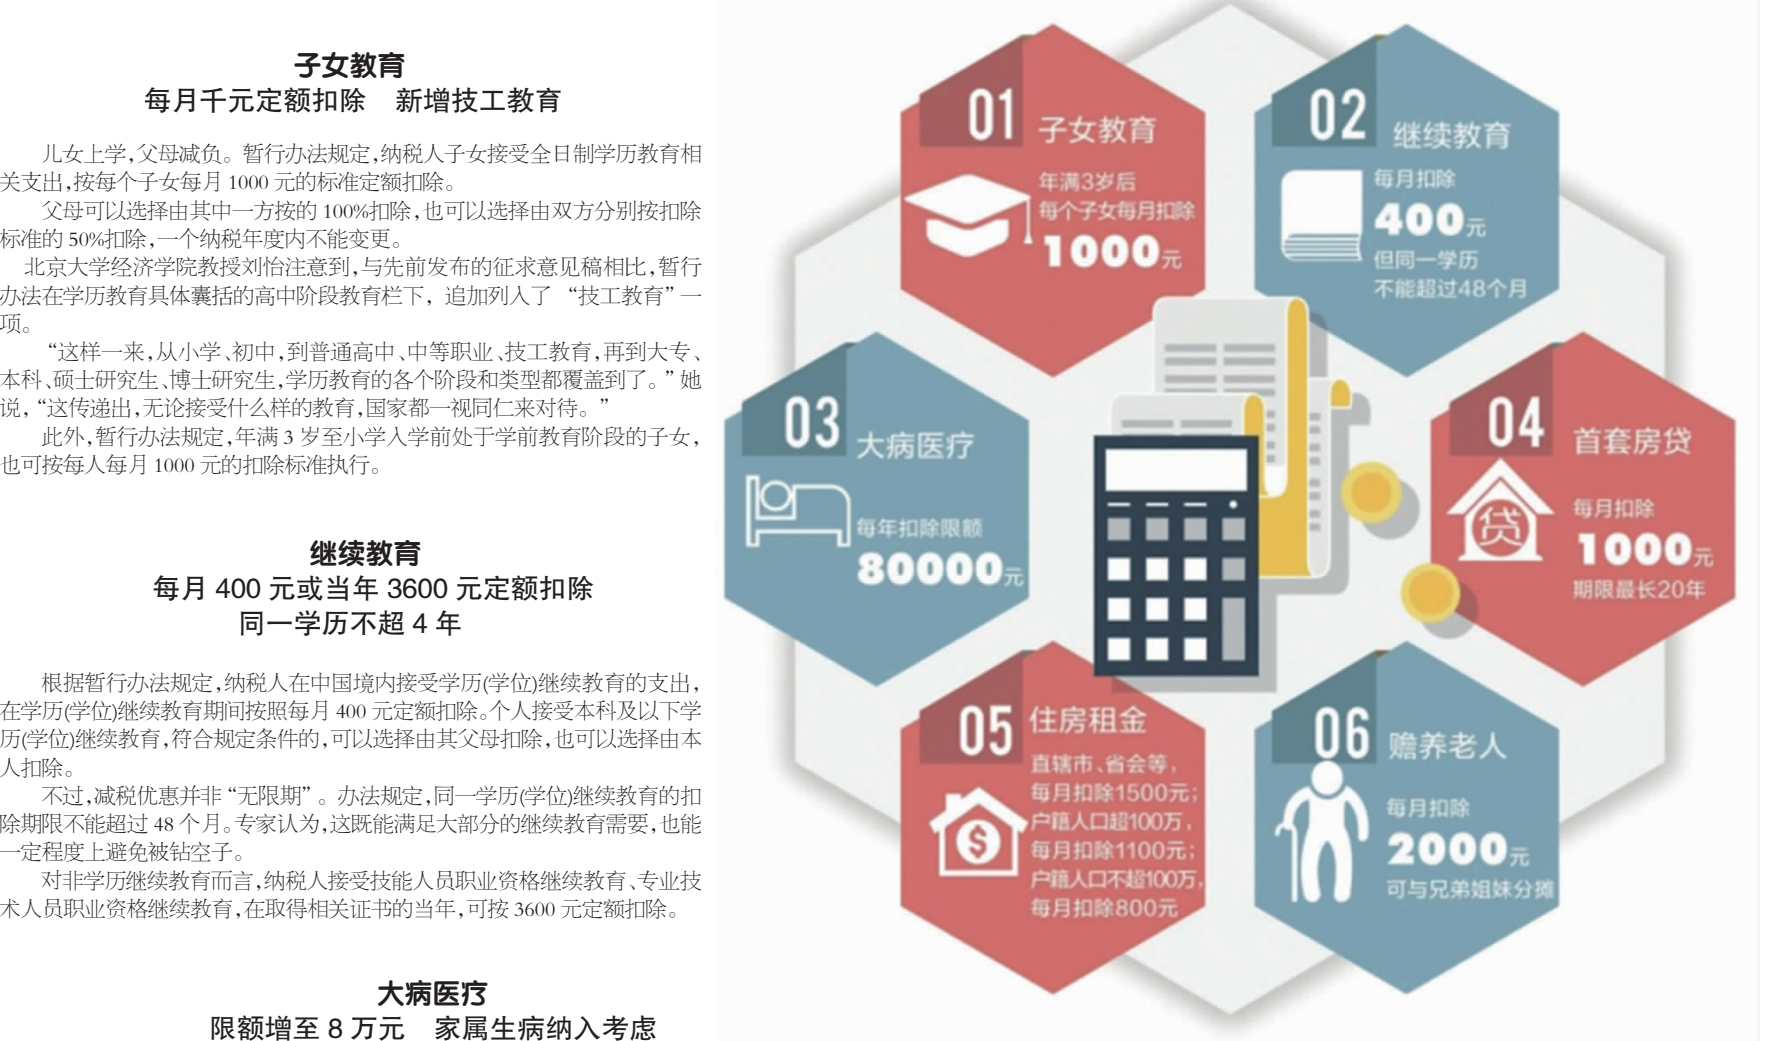 子女教育
每月千元定额扣除 新增技工教育
儿女上学,父母减负。暂行办法规定,纳税人子女接受全日制学历教育相
关支出,按每个子女每月1000元的标准定额扣除。
父母可以选择由其中一方按的100%扣除,也可以选择由双方分别按扣除
标准的50%扣除,一个纳税年度内不能变更。
北京大学经济学院教授刘怡注意到,与先前发布的征求意见稿相比,暂行
办法在学历教育具体囊括的高中阶段教育栏下，追加列入了“技工教育”一
项。
“这样一来,从小学、初中,到普通高中、中等职业、技工教育,再到大专、
本科、硕士研究生、博士研究生,学历教育的各个阶段和类型都覆盖到了。”她
说,“这传递出,无论接受什么样的教育,国家都一视同仁来对待。”
此外,暂行办法规定,年满3岁至小学入学前处于学前教育阶段的子女,
也可按每人每月1000元的扣除标准执行。
继续教育
每月400元或当年3600元定额扣除
同一学历不超4年
根据暂行办法规定,纳税人在中国境内接受学历(学位)继续教育的支出,
在学历(学位)继续教育期间按照每月400元定额扣除。个人接受本科及以下学
历(学位)继续教育,符合规定条件的,可以选择由其父母扣除,也可以选择由本
人扣除。
不过,减税优惠并非“无限期”。办法规定,同一学历(学位)继续教育的扣
除期限不能超过48个月。专家认为,这既能满足大部分的继续教育需要,也能
一定程度上避免被钻空子。
对非学历继续教育而言,纳税人接受技能人员职业资格继续教育、专业技
术人员职业资格继续教育,在取得相关证书的当年,可按3600元定额扣除。
大病医疗
限额增至8万元 家属生病纳入考虑
01 子女教育
年满3岁后
每个子女每月扣除
1000元
02 继续教育
每月扣除
400元
但同一学历
不能超过48个月
03 大病医疗
每年扣除限额
80000元
04 首套房贷
贷
每月扣除
1000元
期限最长20年
05 住房租金
直辖市、省会等，
每月扣除1500元；
户籍人口超100万，
每月扣除1100元；
户籍人口不超100万，
每月扣除800元
$
06 赡养老人
每月扣除
2000元
可与兄弟姐妹分摊